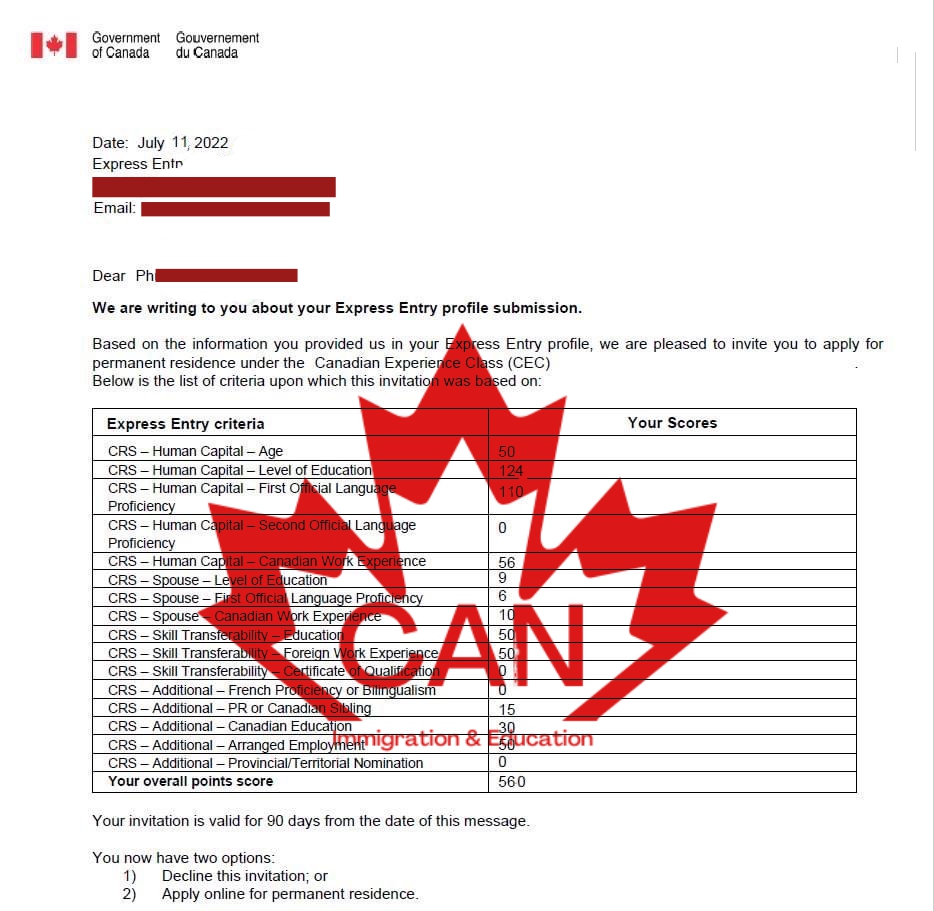 Government Gouvernement
of Canada du Canada
Date: July 11, 2022
Express Entr
Email:
Dear Ph
We are writing to you about your Express Entry profile submission.
Based on the information you provided us in your Express Entry profile, we are pleased to invite you to apply for
permanent residence under the Canadian Experience Class (CEC) .
Below is the list of criteria upon which this invitation was based on:
Express Entry criteria Your Scores
CRS – Human Capital – Age 50
CRS – Human Capital – Level of Education 124
CRS – Human Capital – First Official Language 110
Proficiency
CRS – Human Capital – Second Official Language 0
Proficiency
CRS – Human Capital – Canadian Work Experience 56
CRS – Spouse – Level of Education 9
CRS – Spouse – First Official Language Proficiency 6
CRS – Spouse – Canadian Work Experience 10
CRS – Skill Transferability – Education 50
CRS – Skill Transferability – Foreign Work Experience 50
CRS – Skill Transferability – Certificate of Qualification 0
CRS – Additional – French Proficiency or Bilingualism 0
CRS – Additional – PR or Canadian Sibling 15
CRS – Additional – Canadian Education 30
CRS – Additional – Arranged Employment 50
CRS – Additional – Provincial/Territorial Nomination 0
Your overall points score 560
CAN
Immigration & Education
Your invitation is valid for 90 days from the date of this message.
You now have two options:
1) Decline this invitation; or
2) Apply online for permanent residence.